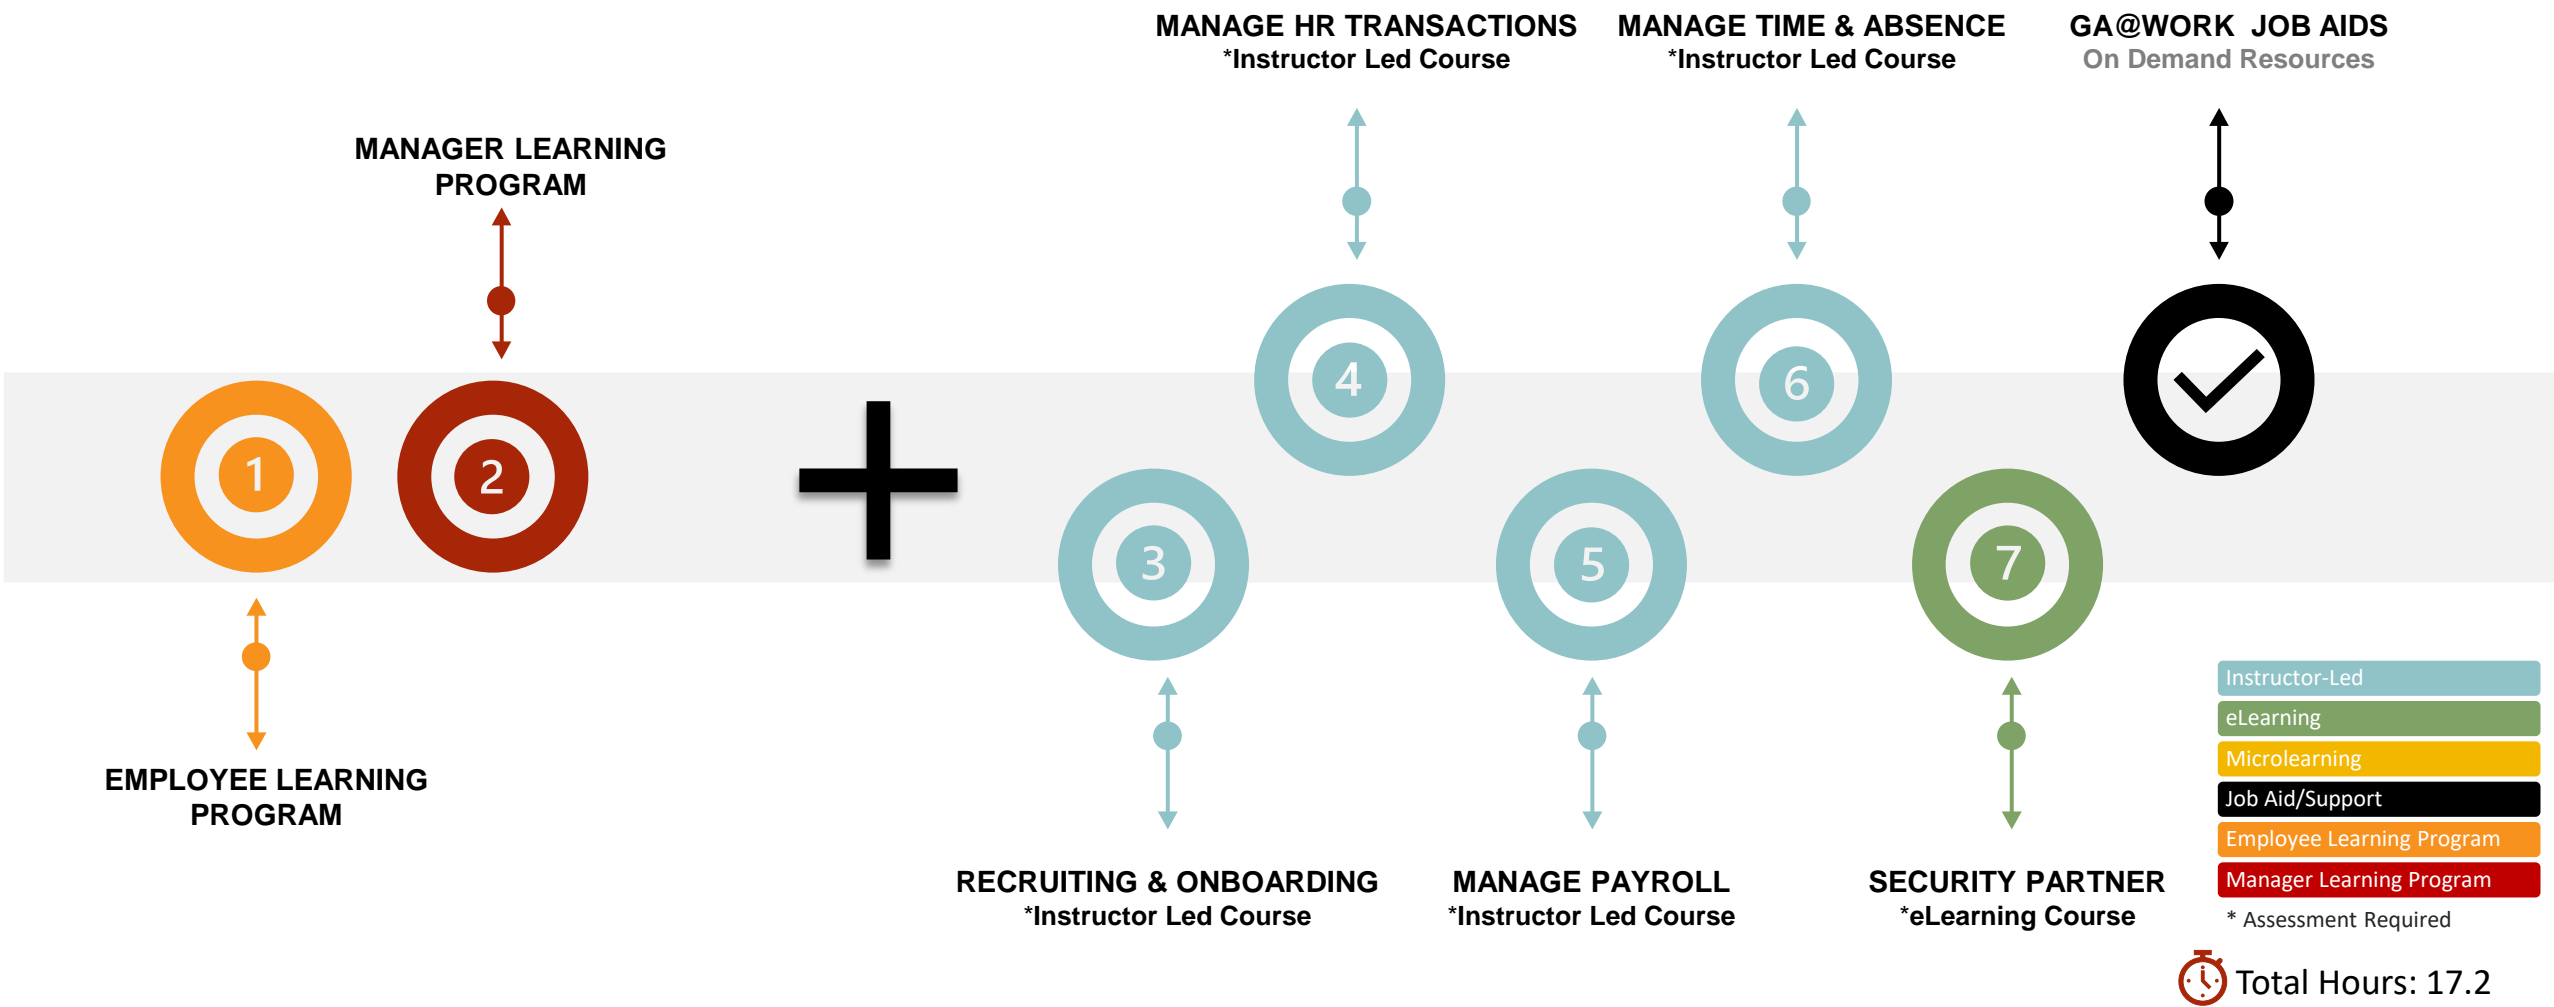 MANAGE HR TRANSACTIONS
*Instructor Led Course
MANAGE TIME & ABSENCE
*Instructor Led Course
GA@WORK  JOB AIDS
On Demand Resources
MANAGER LEARNING
PROGRAM
1
2
3
4
5
6
7
EMPLOYEE LEARNING
PROGRAM
RECRUITING & ONBOARDING
*Instructor Led Course
MANAGE PAYROLL
*Instructor Led Course
SECURITY PARTNER
*eLearning Course
Instructor-Led
eLearning
Microlearning
Job Aid/Support
Employee Learning Program
Manager Learning Program
* Assessment Required
Total Hours: 17.2